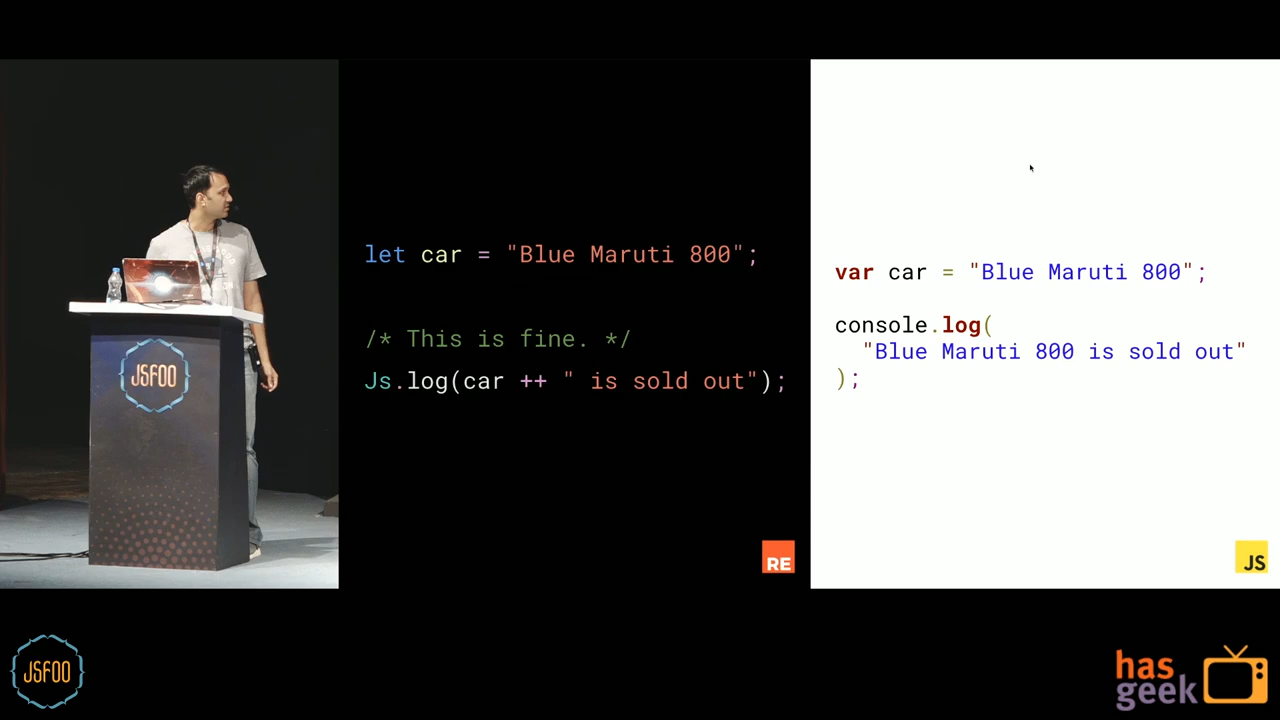 let car = "Blue Maruti 800";
/* This is fine. */
Js.log(car ++ " is sold out");
RE
var car = "Blue Maruti 800";
console.log(
  "Blue Maruti 800 is sold out"
);
JS
JSFOO
JSFOO
has
geek